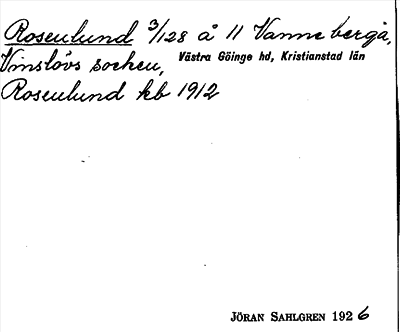 Rosenlund 3/128 å 11 Vanneberga,
Vinslövs socken, Västra Göinge hd, Kristianstad län
Rosenlund kb 1912
JÖRAN SAHLGREN 1926